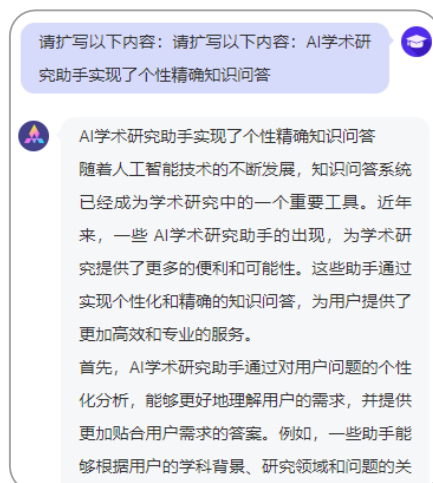 请扩写以下内容：请扩写以下内容：AI学术研
究助手实现了个性精确知识问答
AI学术研究助手实现了个性精确知识问答
随着人工智能技术的不断发展，知识问答系统
已经成为学术研究中的一个重要工具。近年
来，一些 AI学术研究助手的出现，为学术研
究提供了更多的便利和可能性。这些助手通过
实现个性化和精确的知识问答，为用户提供了
更加高效和专业的服务。
首先，AI学术研究助手通过对用户问题的个性
化分析，能够更好地理解用户的需求，并提供
更加贴合用户需求的答案。例如，一些助手能
够根据用户的学科背景、研究领域和问题的关